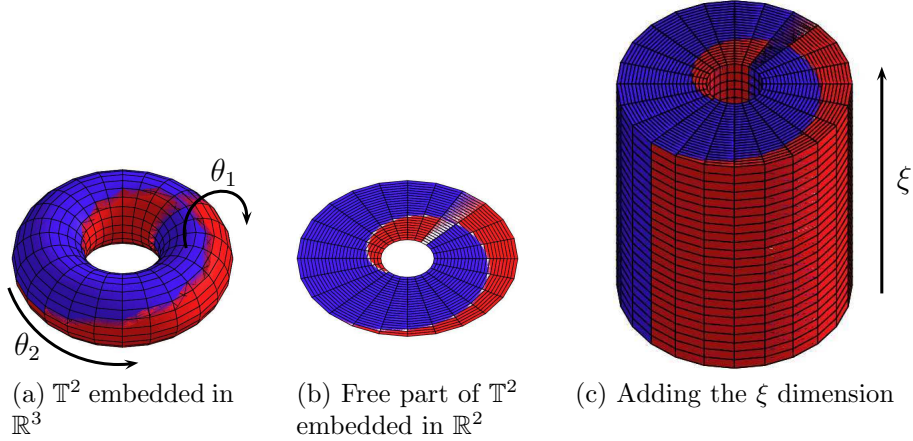 θ₁
θ₂
ξ
(a) 𝕋² embedded in
ℝ³
(b) Free part of 𝕋²
embedded in ℝ²
(c) Adding the ξ dimension